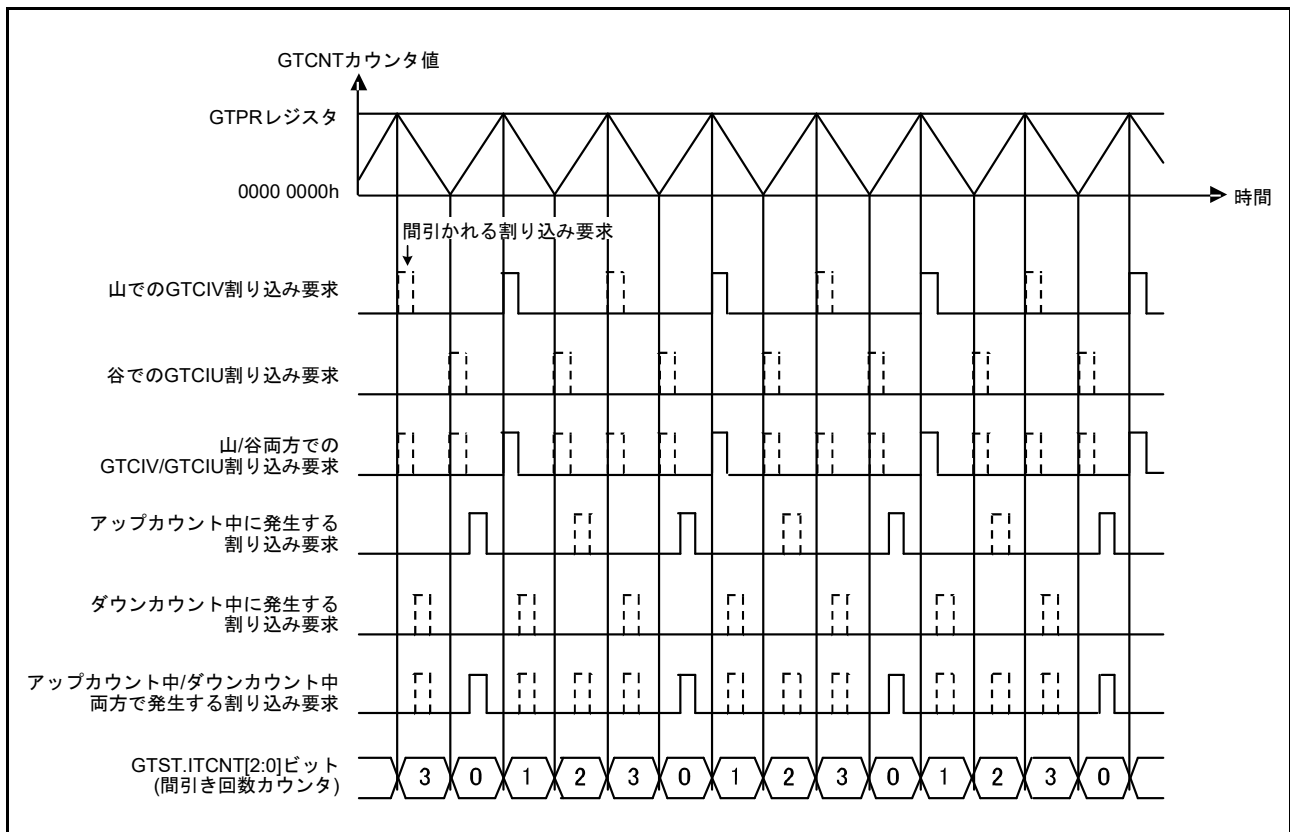 GTCNTカウンタ値
GTPRレジスタ
0000 0000h
時間
間引かれる割り込み要求
山でのGTCIV割り込み要求
谷でのGTCIU割り込み要求
山/谷両方での
GTCIV/GTCIU割り込み要求
アップカウント中に発生する
割り込み要求
ダウンカウント中に発生する
割り込み要求
アップカウント中/ダウンカウント中
両方で発生する割り込み要求
GTST.ITCNT[2:0]ビット
(間引き回数カウンタ)
3 0 1 2 3 0 1 2 3 0 1 2 3 0